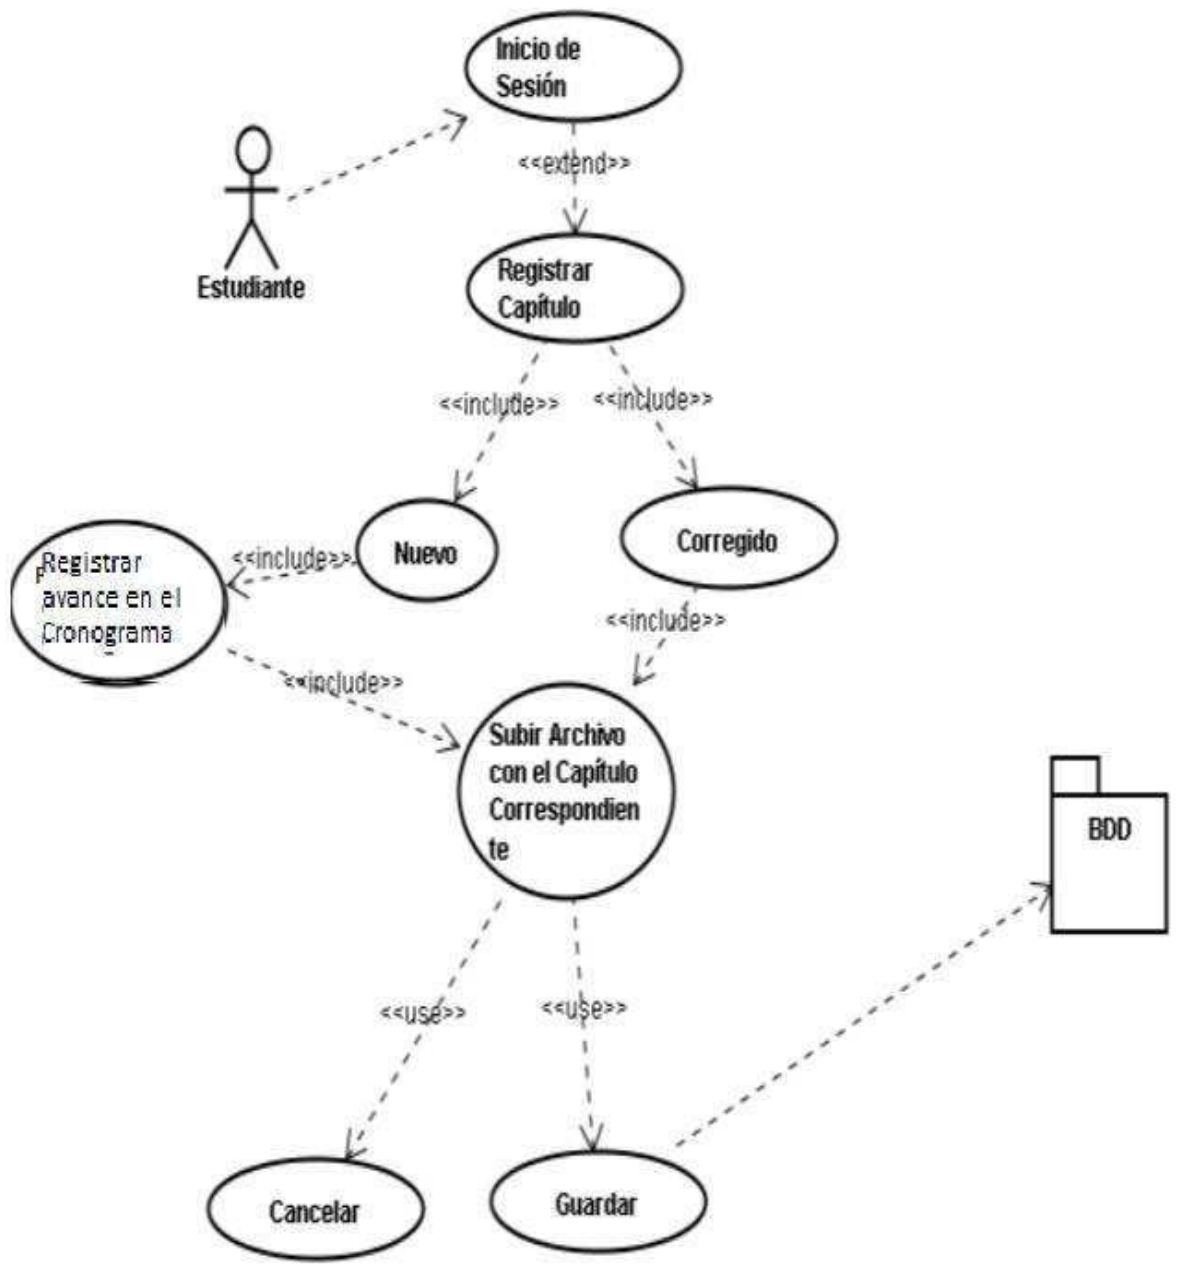 Inicio de
Sesión
<<extend>>
Estudiante
Registrar
Capítulo
<<include>>
<<include>>
Nuevo
Corregido
<<include>>
Registrar
avance en el
Cronograma
<<include>>
<<include>>
Subir Archivo
con el Capítulo
Correspondien
te
BDD
<<use>>
<<use>>
Cancelar
Guardar